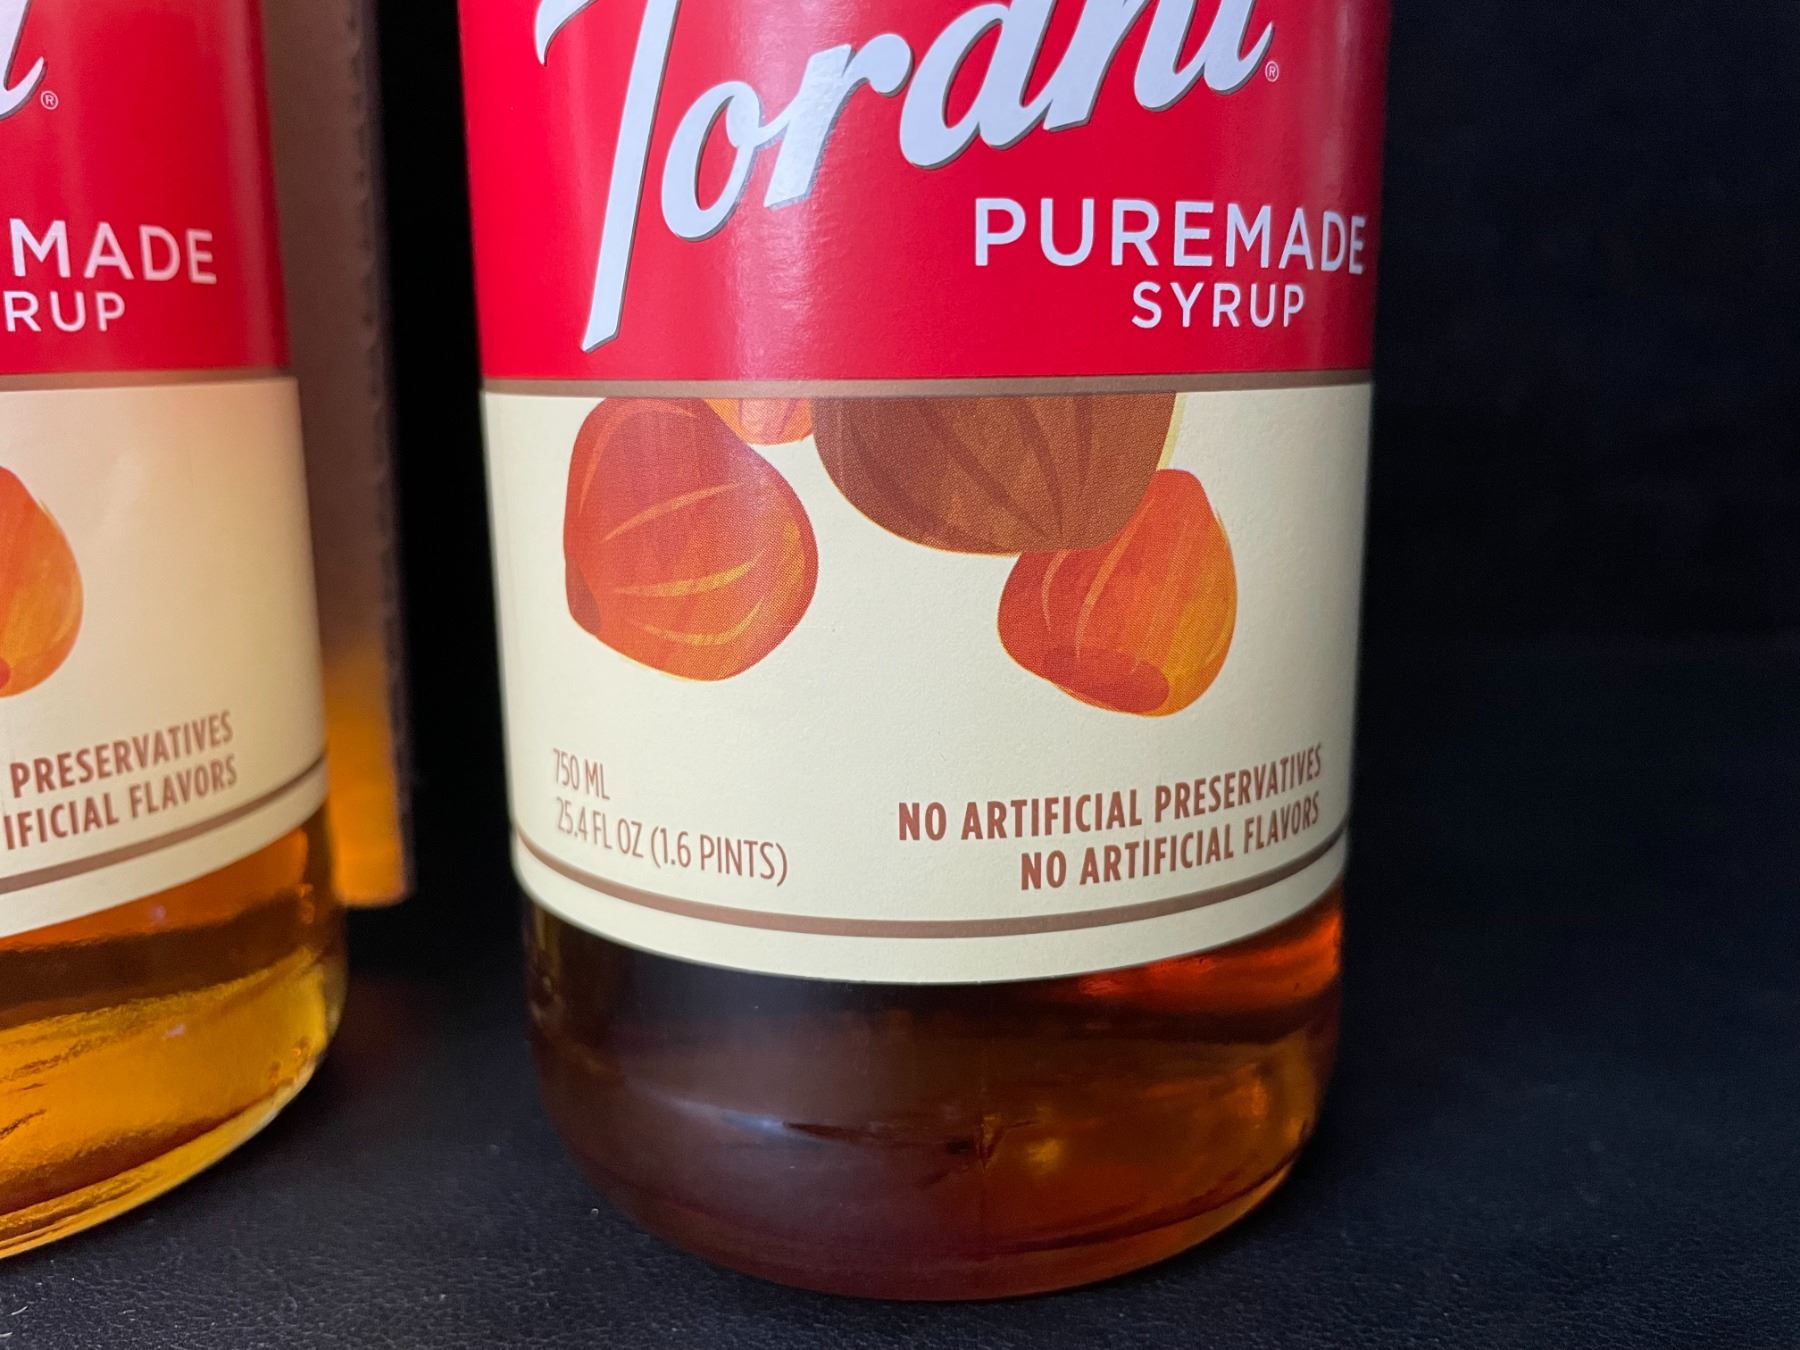 Torani®
PUREMADE
SYRUP
750 ML
25.4 FL OZ (1.6 PINTS)
NO ARTIFICIAL PRESERVATIVES
NO ARTIFICIAL FLAVORS
®
MADE
RUP
PRESERVATIVES
IFICIAL FLAVORS